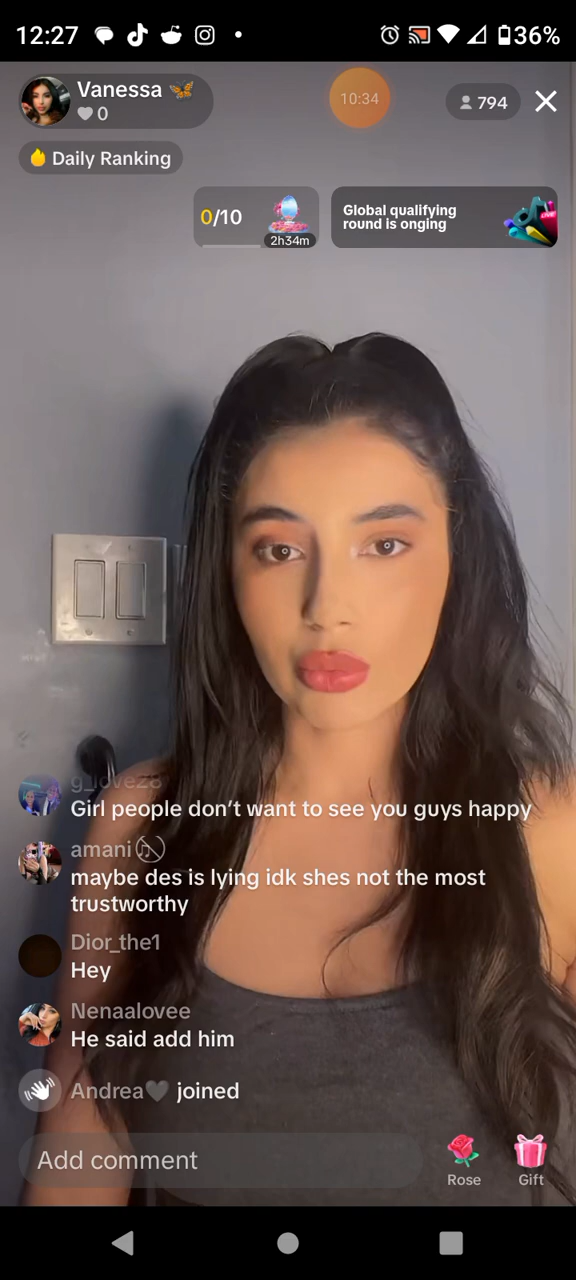 12:27
36%
Vanessa 🦋
0
10:34
794
Daily Ranking
0/10
2h34m
Global qualifying
round is onging
LIVE
g_love28
Girl people don’t want to see you guys happy
amani
maybe des is lying idk shes not the most
trustworthy
Dior_the1
Hey
Nenaalovee
He said add him
Andrea🖤 joined
Add comment
Rose
Gift